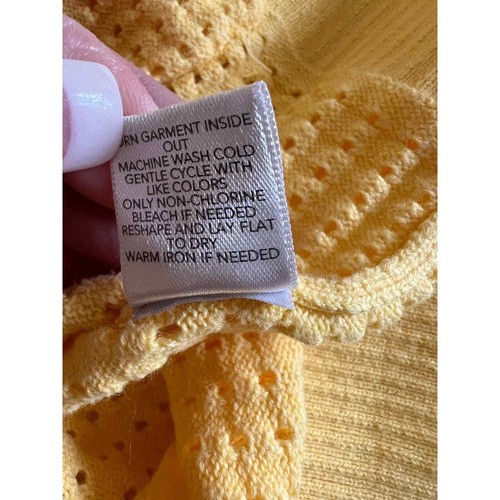 URN GARMENT INSIDE
OUT
MACHINE WASH COLD
GENTLE CYCLE WITH
LIKE COLORS
ONLY NON-CHLORINE
BLEACH IF NEEDED
RESHAPE AND LAY FLAT
TO DRY
WARM IRON IF NEEDED